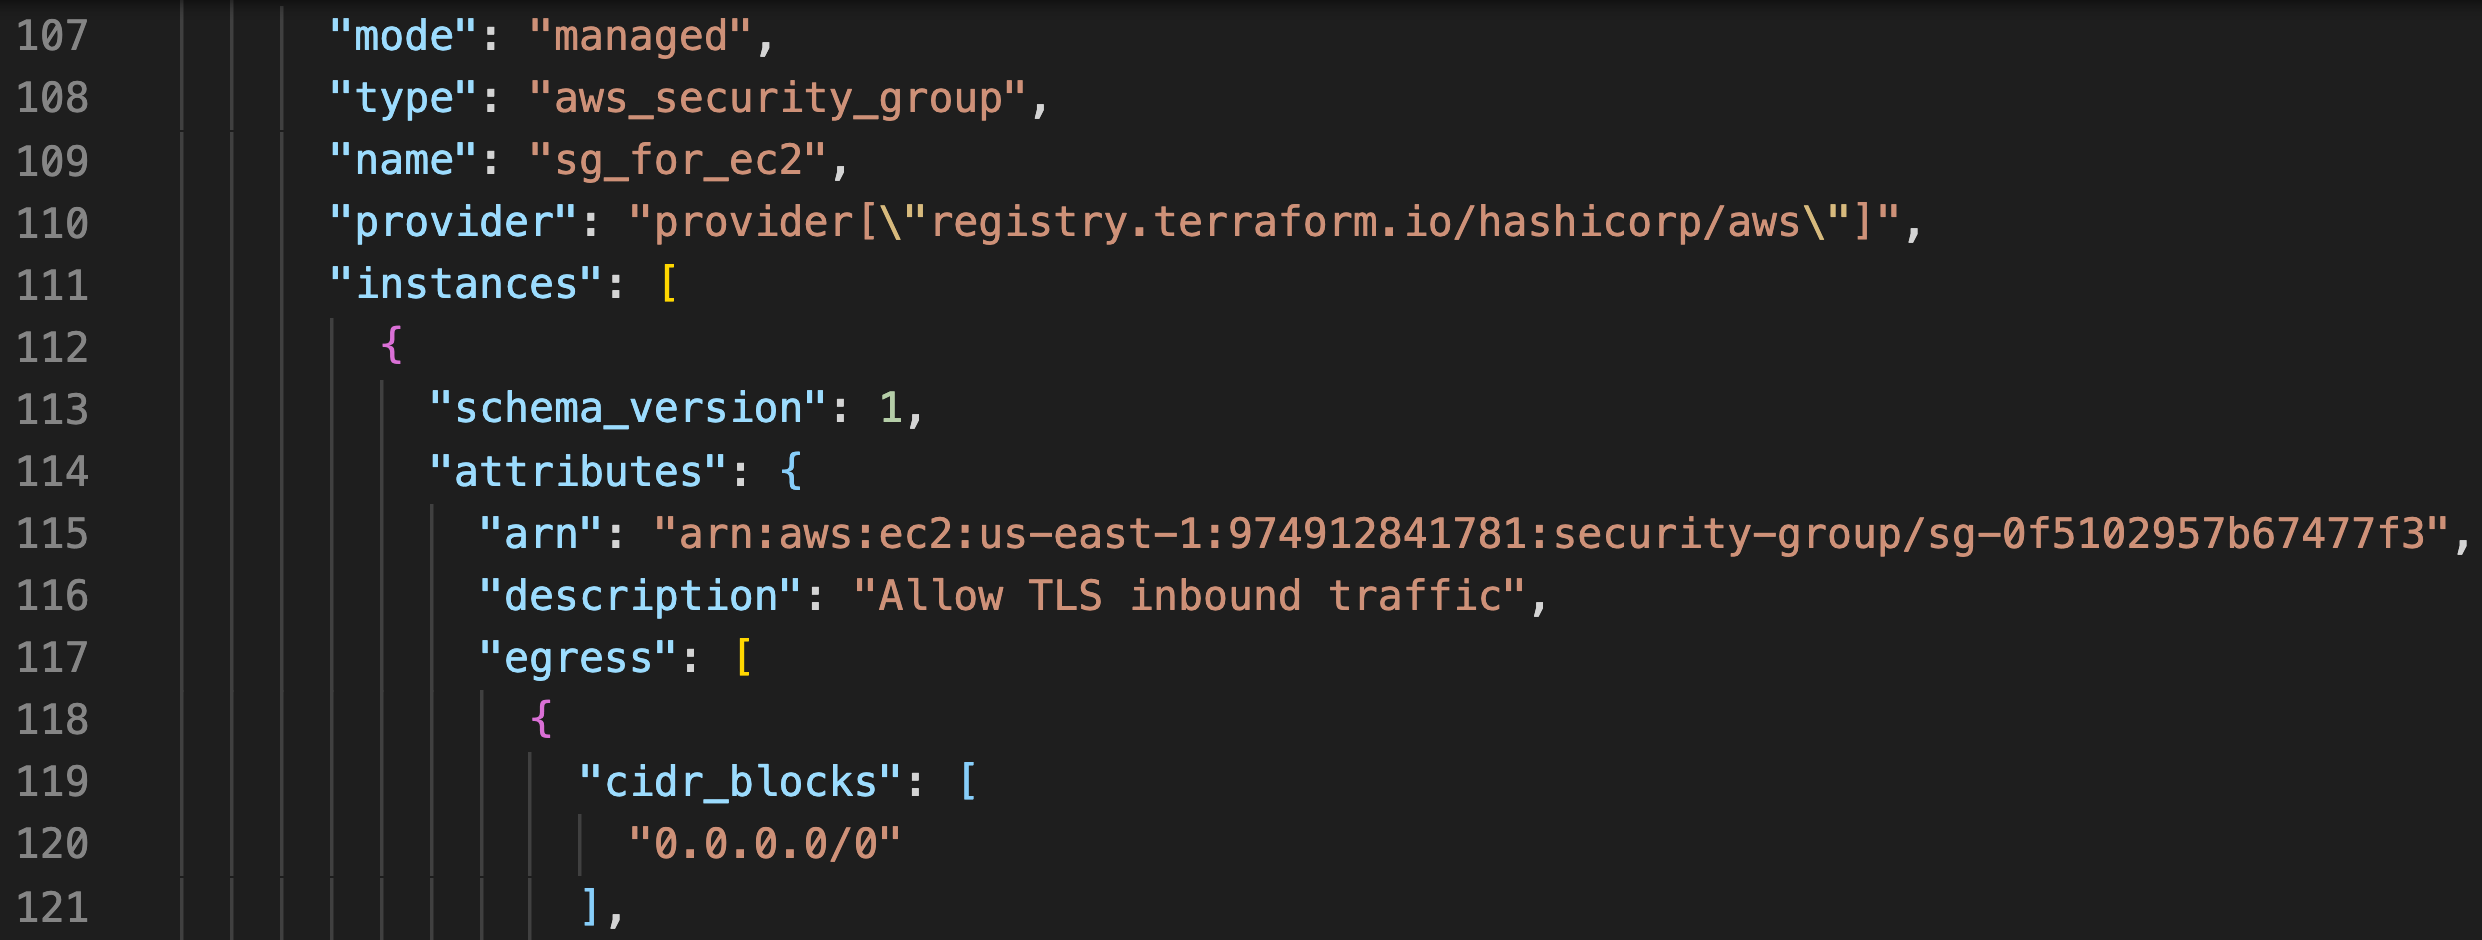 107 "mode": "managed",
108 "type": "aws_security_group",
109 "name": "sg_for_ec2",
110 "provider": "provider[\"registry.terraform.io/hashicorp/aws\"]",
111 "instances": [
112 {
113 "schema_version": 1,
114 "attributes": {
115 "arn": "arn:aws:ec2:us-east-1:974912841781:security-group/sg-0f5102957b67477f3",
116 "description": "Allow TLS inbound traffic",
117 "egress": [
118 {
119 "cidr_blocks": [
120 "0.0.0.0/0"
121 ],